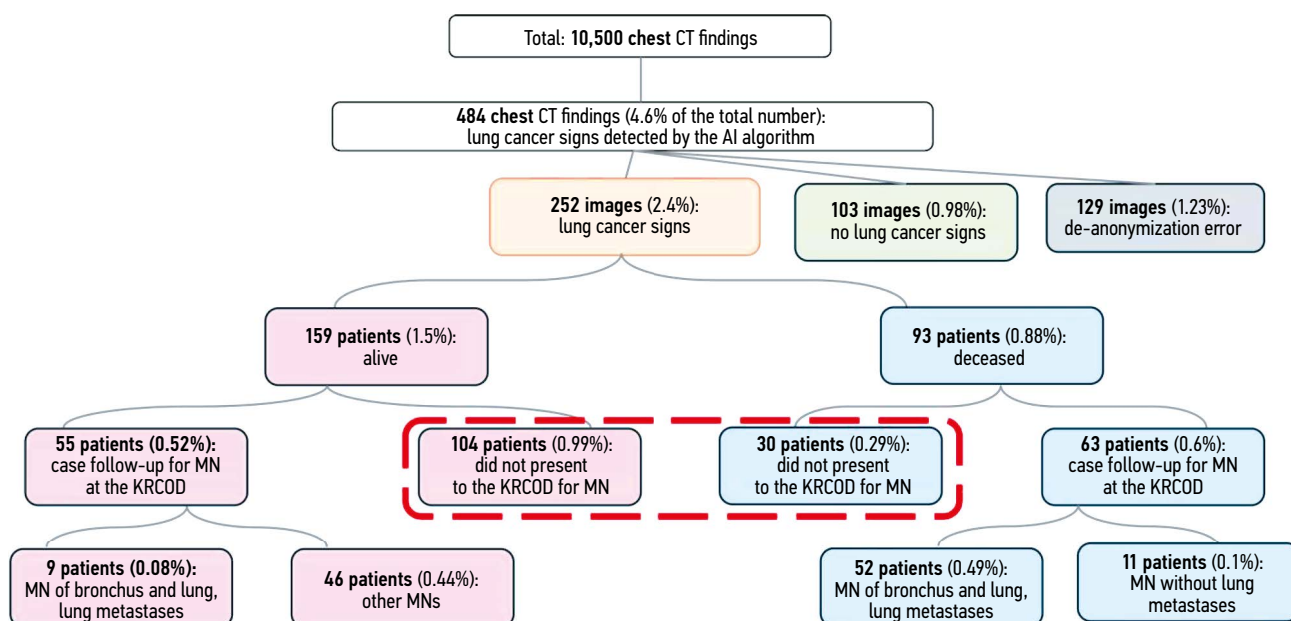 Total: 10,500 chest CT findings
484 chest CT findings (4.6% of the total number):
lung cancer signs detected by the AI algorithm
252 images (2.4%):
lung cancer signs
103 images (0.98%):
no lung cancer signs
129 images (1.23%):
de-anonymization error
159 patients (1.5%):
alive
93 patients (0.88%):
deceased
55 patients (0.52%):
case follow-up for MN
at the KRCOD
104 patients (0.99%):
did not present
to the KRCOD for MN
30 patients (0.29%):
did not present
to the KRCOD for MN
63 patients (0.6%):
case follow-up for MN
at the KRCOD
9 patients (0.08%):
MN of bronchus and lung,
lung metastases
46 patients (0.44%):
other MNs
52 patients (0.49%):
MN of bronchus and lung,
lung metastases
11 patients (0.1%):
MN without lung
metastases